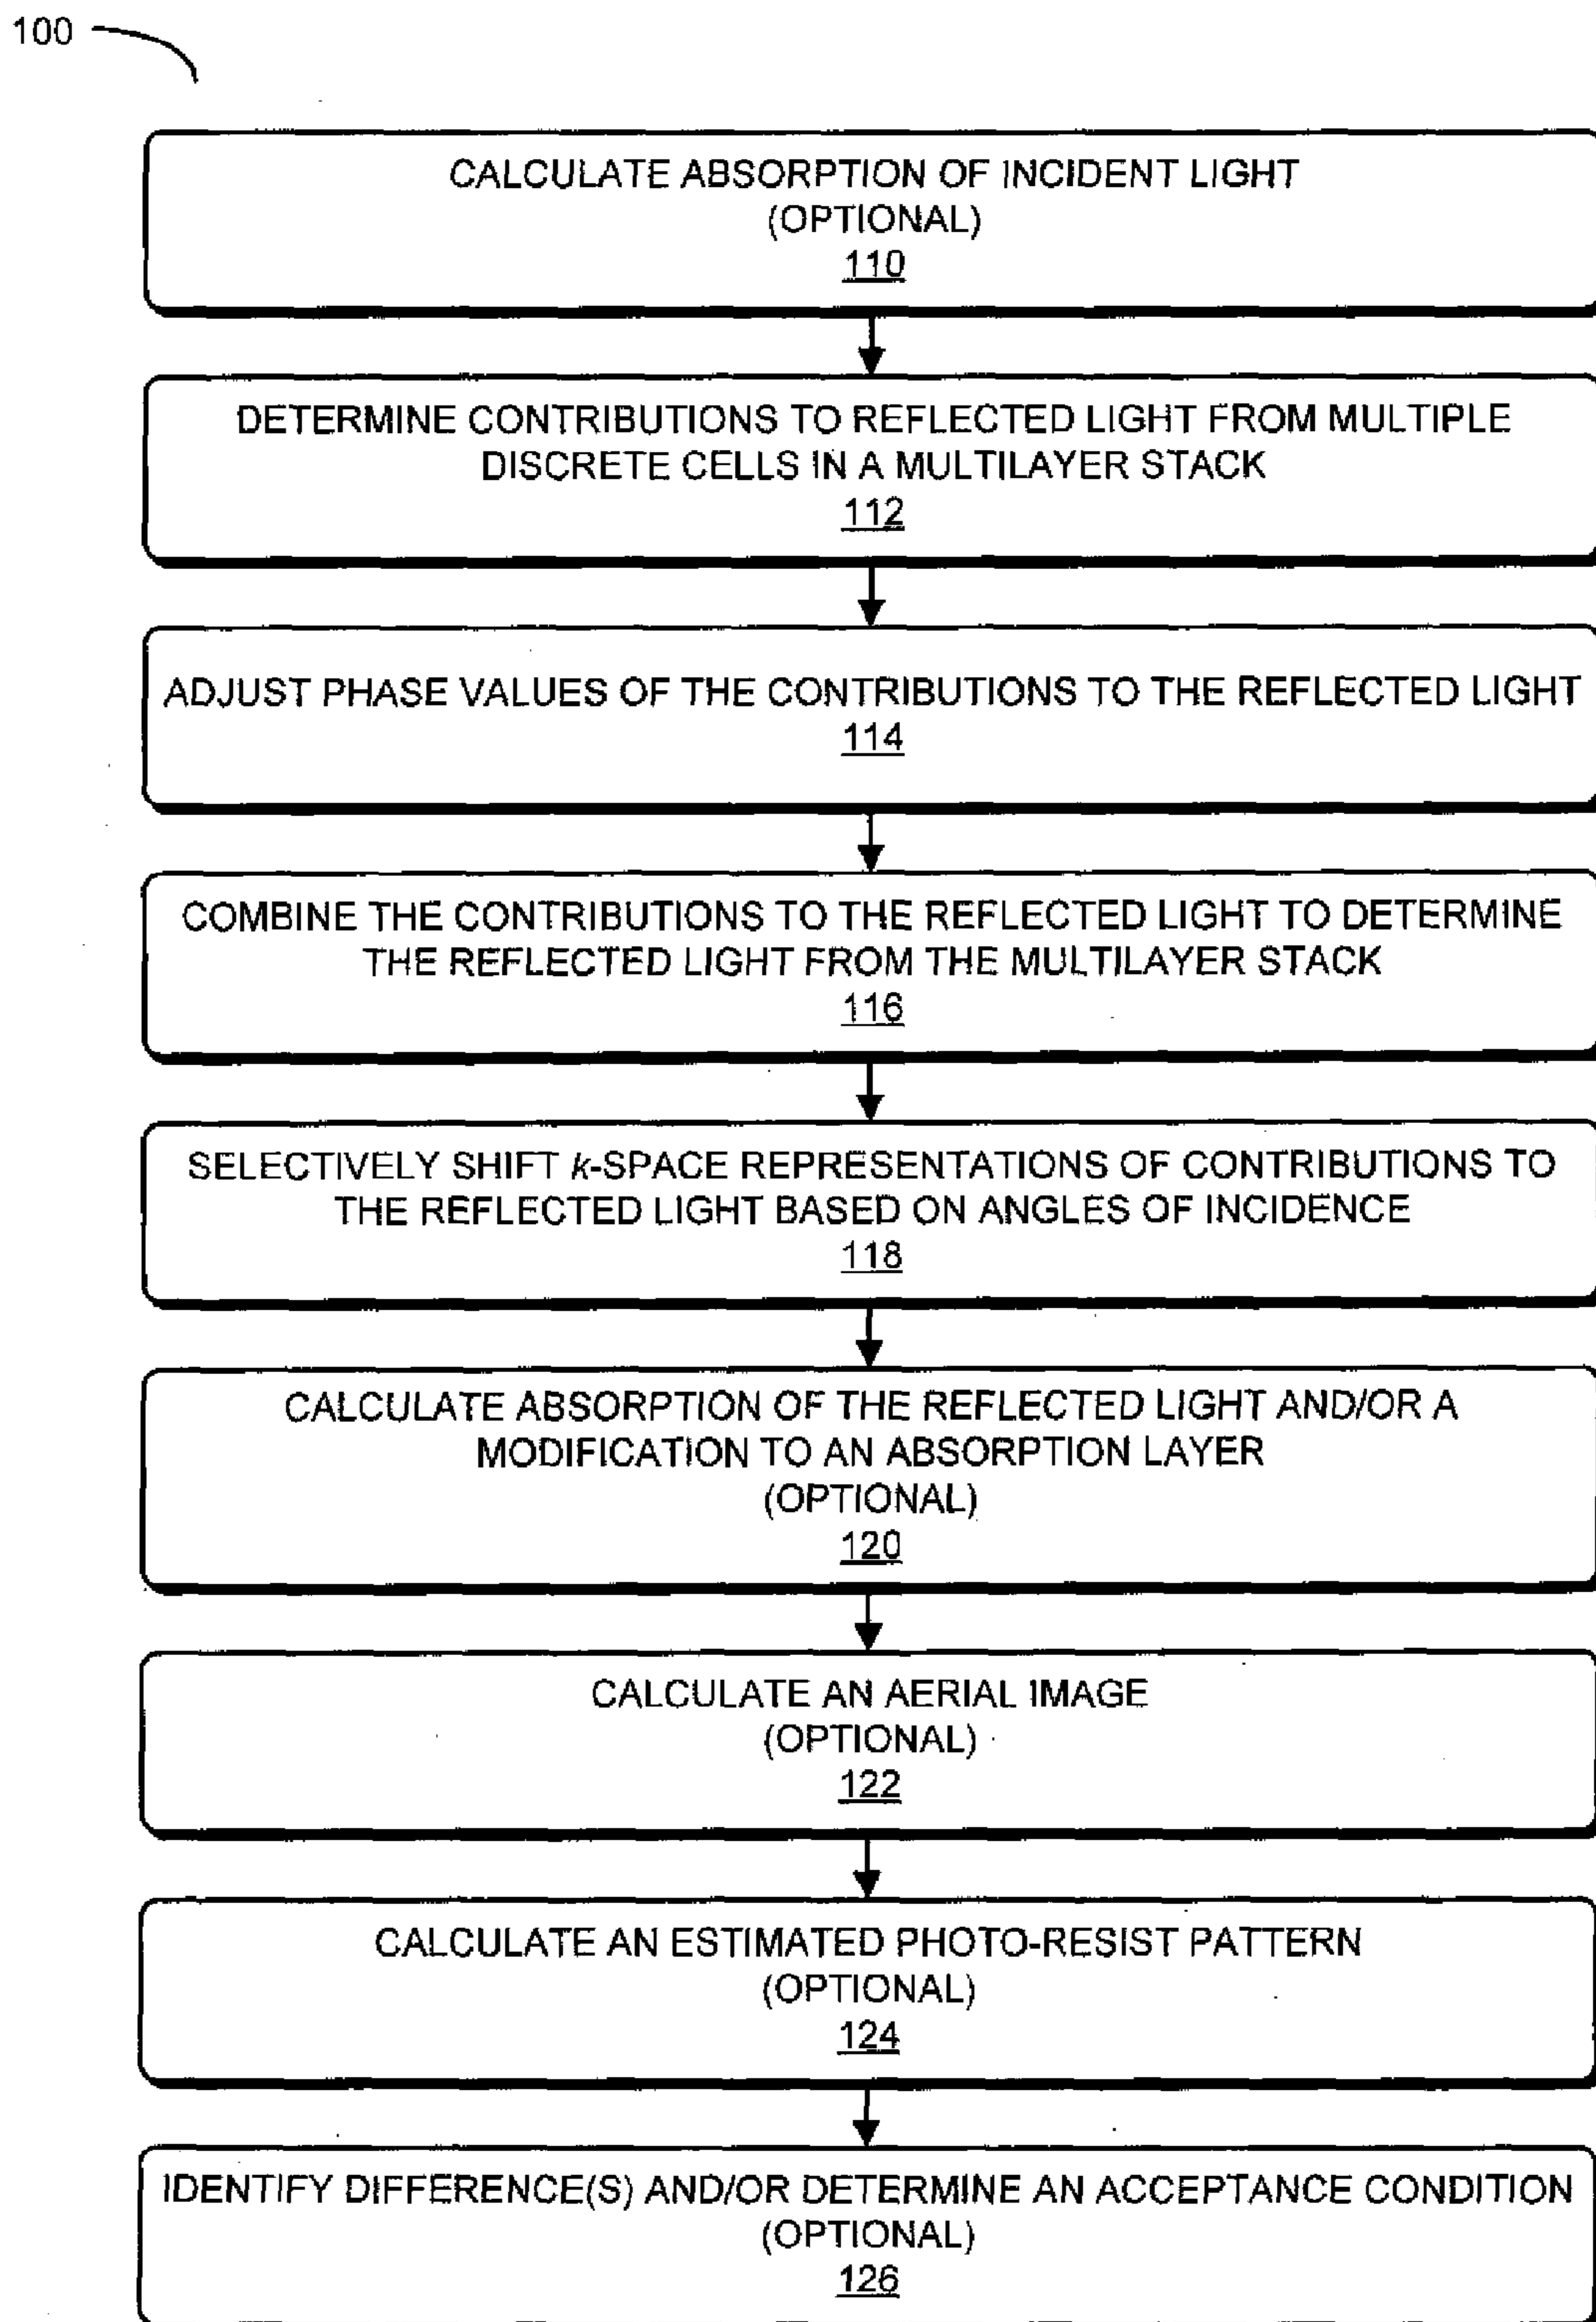 100
CALCULATE ABSORPTION OF INCIDENT LIGHT
(OPTIONAL)
110
DETERMINE CONTRIBUTIONS TO REFLECTED LIGHT FROM MULTIPLE
DISCRETE CELLS IN A MULTILAYER STACK
112
ADJUST PHASE VALUES OF THE CONTRIBUTIONS TO THE REFLECTED LIGHT
114
COMBINE THE CONTRIBUTIONS TO THE REFLECTED LIGHT TO DETERMINE
THE REFLECTED LIGHT FROM THE MULTILAYER STACK
116
SELECTIVELY SHIFT k-SPACE REPRESENTATIONS OF CONTRIBUTIONS TO
THE REFLECTED LIGHT BASED ON ANGLES OF INCIDENCE
118
CALCULATE ABSORPTION OF THE REFLECTED LIGHT AND/OR A
MODIFICATION TO AN ABSORPTION LAYER
(OPTIONAL)
120
CALCULATE AN AERIAL IMAGE
(OPTIONAL)
122
CALCULATE AN ESTIMATED PHOTO-RESIST PATTERN
(OPTIONAL)
124
IDENTIFY DIFFERENCE(S) AND/OR DETERMINE AN ACCEPTANCE CONDITION
(OPTIONAL)
126